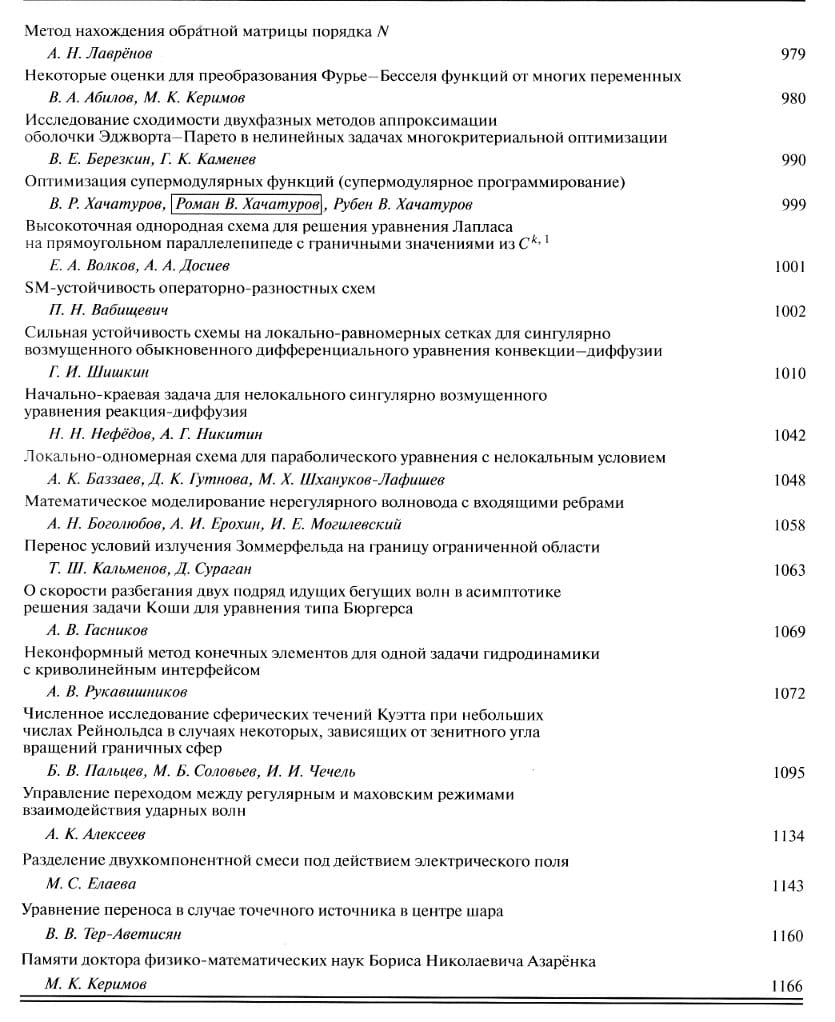 Метод нахождения обратной матрицы порядка N
А. Н. Лаврёнов 979
Некоторые оценки для преобразования Фурье–Бесселя функций от многих переменных
В. А. Абилов, М. К. Керимов 980
Исследование сходимости двухфазных методов аппроксимации
оболочки Эджворта–Парето в нелинейных задачах многокритериальной оптимизации
В. Е. Березкин, Г. К. Каменев 990
Оптимизация супермодулярных функций (супермодулярное программирование)
В. Р. Хачатуров, Роман В. Хачатуров, Рубен В. Хачатуров 999
Высокоточная однородная схема для решения уравнения Лапласа
на прямоугольном параллелепипеде с граничными значениями из C^{k, 1}
Е. А. Волков, А. А. Досиев 1001
SM-устойчивость операторно-разностных схем
П. Н. Вабищевич 1002
Сильная устойчивость схемы на локально-равномерных сетках для сингулярно
возмущенного обыкновенного дифференциального уравнения конвекции–диффузии
Г. И. Шишкин 1010
Начально-краевая задача для нелокального сингулярно возмущенного
уравнения реакция-диффузия
Н. Н. Нефёдов, А. Г. Никитин 1042
Локально-одномерная схема для параболического уравнения с нелокальным условием
А. К. Баззаев, Д. К. Гутнова, М. Х. Шхануков-Лафишев 1048
Математическое моделирование нерегулярного волновода с входящими ребрами
А. Н. Боголюбов, А. И. Ерохин, И. Е. Могилевский 1058
Перенос условий излучения Зоммерфельда на границу ограниченной области
Т. Ш. Кальменов, Д. Сураган 1063
О скорости разбегания двух подряд идущих бегущих волн в асимптотике
решения задачи Коши для уравнения типа Бюргерса
А. В. Гасников 1069
Неконформный метод конечных элементов для одной задачи гидродинамики
с криволинейным интерфейсом
А. В. Рукавишников 1072
Численное исследование сферических течений Куэтта при небольших
числах Рейнольдса в случаях некоторых, зависящих от зенитного угла
вращений граничных сфер
Б. В. Пальцев, М. Б. Соловьев, И. И. Чечель 1095
Управление переходом между регулярным и маховским режимами
взаимодействия ударных волн
А. К. Алексеев 1134
Разделение двухкомпонентной смеси под действием электрического поля
М. С. Елаева 1143
Уравнение переноса в случае точечного источника в центре шара
В. В. Тер-Аветисян 1160
Памяти доктора физико-математических наук Бориса Николаевича Азарёнка
М. К. Керимов 1166